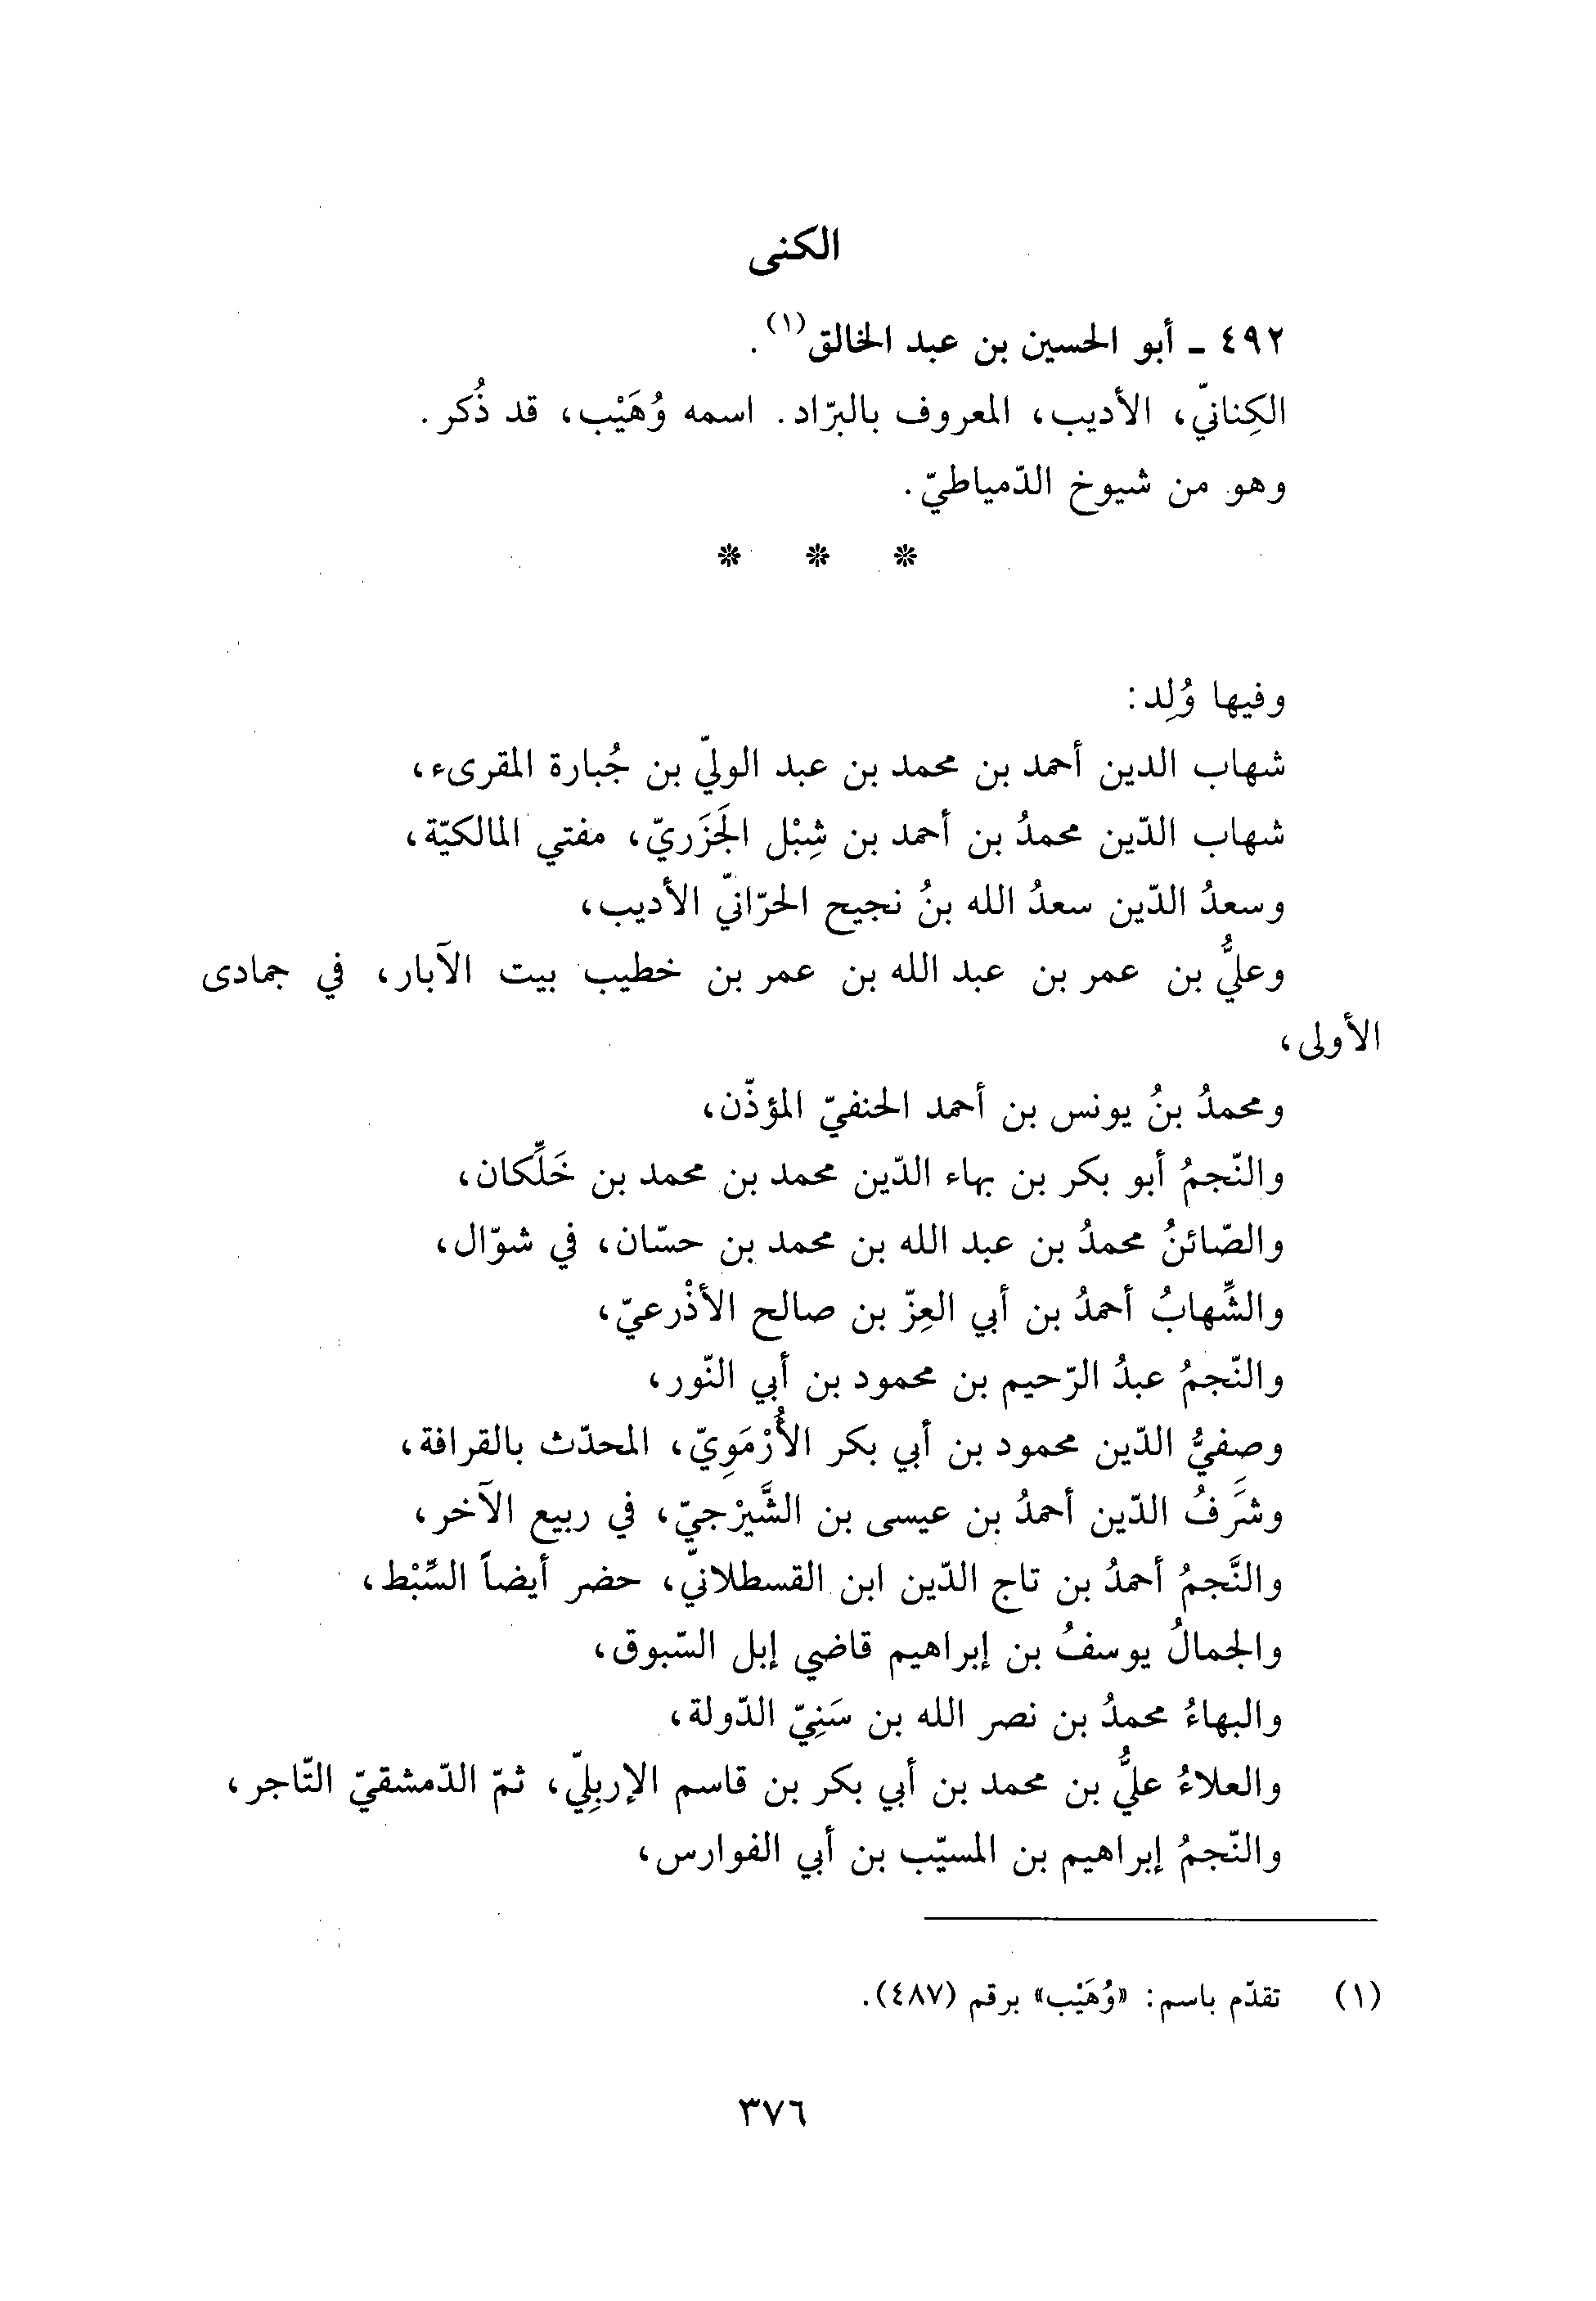 الكنى
٤٩٢ ـ أبو الحسين بن عبد الخالق(١).
الكِنانيّ، الأديب، المعروف بالبرّاد. اسمه وُهَيْب، قد ذُكر.
وهو من شيوخ الدّمياطيّ.
* * *
وفيها وُلِد:
شهاب الدين أحمد بن محمد بن عبد الوليّ بن جُبارة المقرىء،
شهاب الدّين محمدُ بن أحمد بن شِبْل الجَزَريّ، مفتي المالكيّة،
وسعدُ الدّين سعدُ الله بنُ نجيح الحرّانيّ الأديب،
وعليُّ بن عمر بن عبد الله بن عمر بن خطيب بيت الآبار، في جمادى
الأولى،
ومحمدُ بنُ يونس بن أحمد الحنفيّ المؤذّن،
والنّجمُ أبو بكر بن بهاء الدّين محمد بن محمد بن خَلِّكان،
والصّائنُ محمدُ بن عبد الله بن محمد بن حسّان، في شوّال،
والشِّهابُ أحمدُ بن أبي العِزّ بن صالح الأذْرعيّ،
والنّجمُ عبدُ الرّحيم بن محمود بن أبي النّور،
وصفيُّ الدّين محمود بن أبي بكر الأُرْمَوِيّ، المحدّث بالقرافة،
وشَرَفُ الدّين أحمدُ بن عيسى بن الشَّيْرجيّ، في ربيع الآخر،
والنَّجمُ أحمدُ بن تاج الدّين ابن القسطلانيّ، حضر أيضاً السِّبْط،
والجمالُ يوسفُ بن إبراهيم قاضي إبل السّبوق،
والبهاءُ محمدُ بن نصر الله بن سَنِيّ الدّولة،
والعلاءُ عليُّ بن محمد بن أبي بكر بن قاسم الإربِليّ، ثمّ الدّمشقيّ التّاجر،
والنّجمُ إبراهيم بن المسيّب بن أبي الفوارس،
(١) تقدّم باسم: «وُهَيْب» برقم (٤٨٧).
٣٧٦